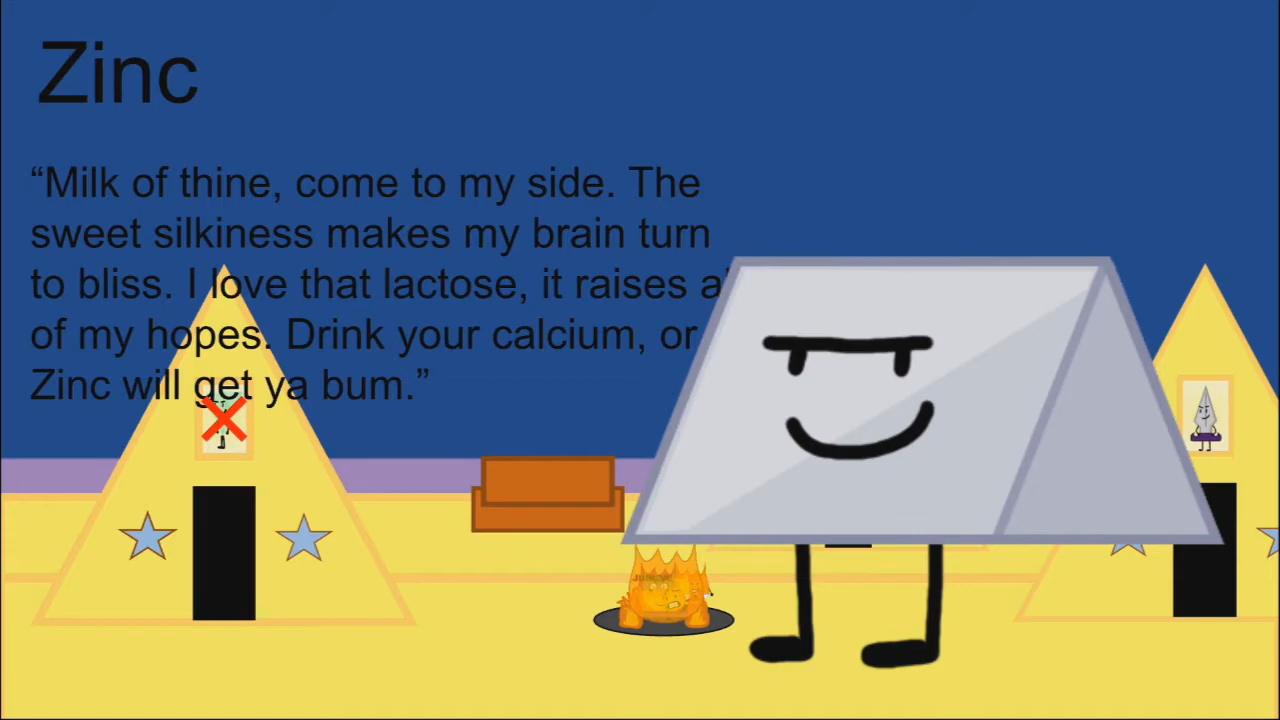 Zinc
“Milk of thine, come to my side. The
sweet silkiness makes my brain turn
to bliss. I love that lactose, it raises
of my hopes. Drink your calcium, or
Zinc will get ya bum.”